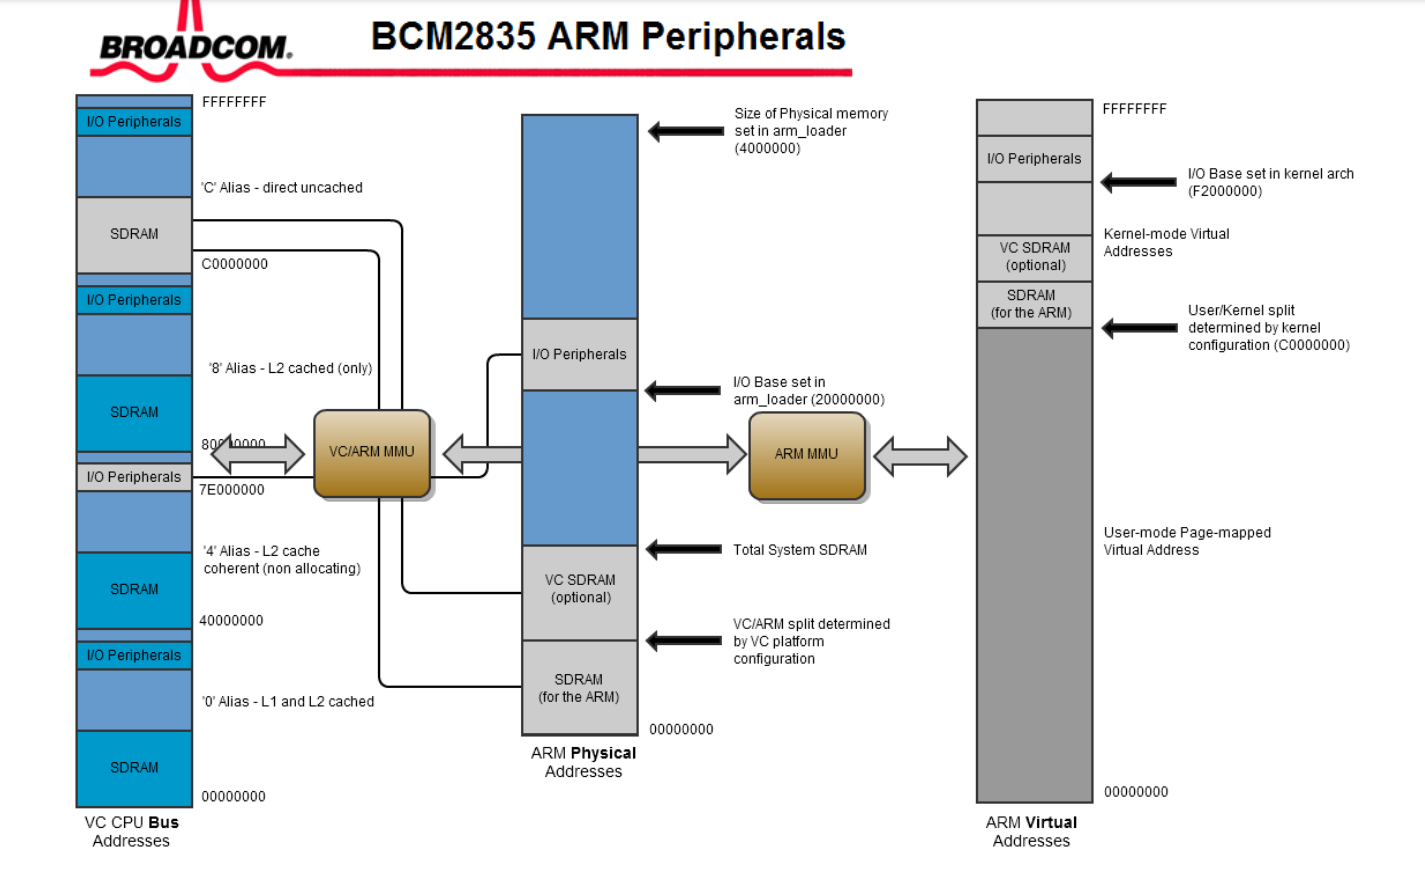 BROADCOM.
BCM2835 ARM Peripherals
FFFFFFFF
I/O Peripherals
'C' Alias - direct uncached
SDRAM
C0000000
I/O Peripherals
'8' Alias - L2 cached (only)
SDRAM
80000000
I/O Peripherals
7E000000
'4' Alias - L2 cache
coherent (non allocating)
SDRAM
40000000
I/O Peripherals
'0' Alias - L1 and L2 cached
SDRAM
00000000
VC CPU Bus
Addresses
VC/ARM MMU
Size of Physical memory
set in arm_loader
(4000000)
I/O Peripherals
I/O Base set in
arm_loader (20000000)
Total System SDRAM
VC SDRAM
(optional)
VC/ARM split determined
by VC platform
configuration
SDRAM
(for the ARM)
00000000
ARM Physical
Addresses
ARM MMU
FFFFFFFF
I/O Peripherals
I/O Base set in kernel arch
(F2000000)
Kernel-mode Virtual
Addresses
VC SDRAM
(optional)
SDRAM
(for the ARM)
User/Kernel split
determined by kernel
configuration (C0000000)
User-mode Page-mapped
Virtual Address
00000000
ARM Virtual
Addresses